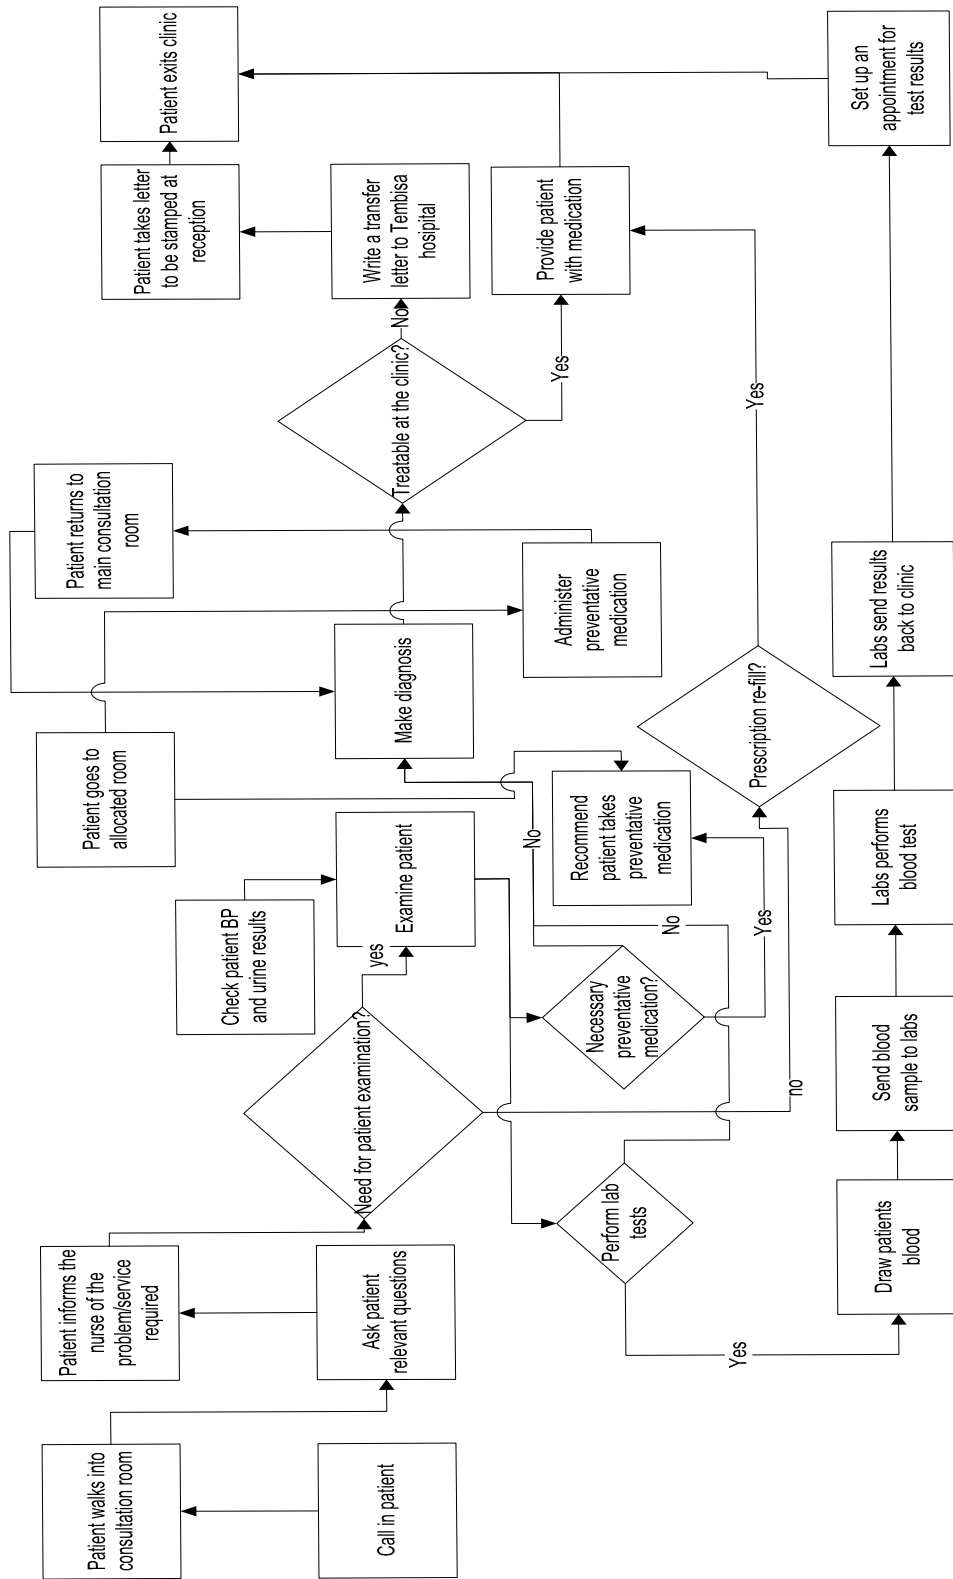 Patient walks into
consultation room
Call in patient
Patient informs the
nurse of the
problem/service
required
Ask patient
relevant questions
Need for patient examination?
yes
no
Check patient BP
and urine results
Examine patient
Perform lab
tests
Yes
No
Necessary
preventative
medication?
Yes
No
Recommend
patient takes
preventative
medication
Patient goes to
allocated room
Administer
preventative
medication
Patient returns to
main consultation
room
Make diagnosis
Treatable at the clinic?
No
Yes
Write a transfer
letter to Tembisa
hosipital
Patient takes letter
to be stamped at
reception
Patient exits clinic
Provide patient
with medication
Prescription re-fill?
Yes
Draw patients
blood
Send blood
sample to labs
Labs performs
blood test
Labs send results
back to clinic
Set up an
appointment for
test results